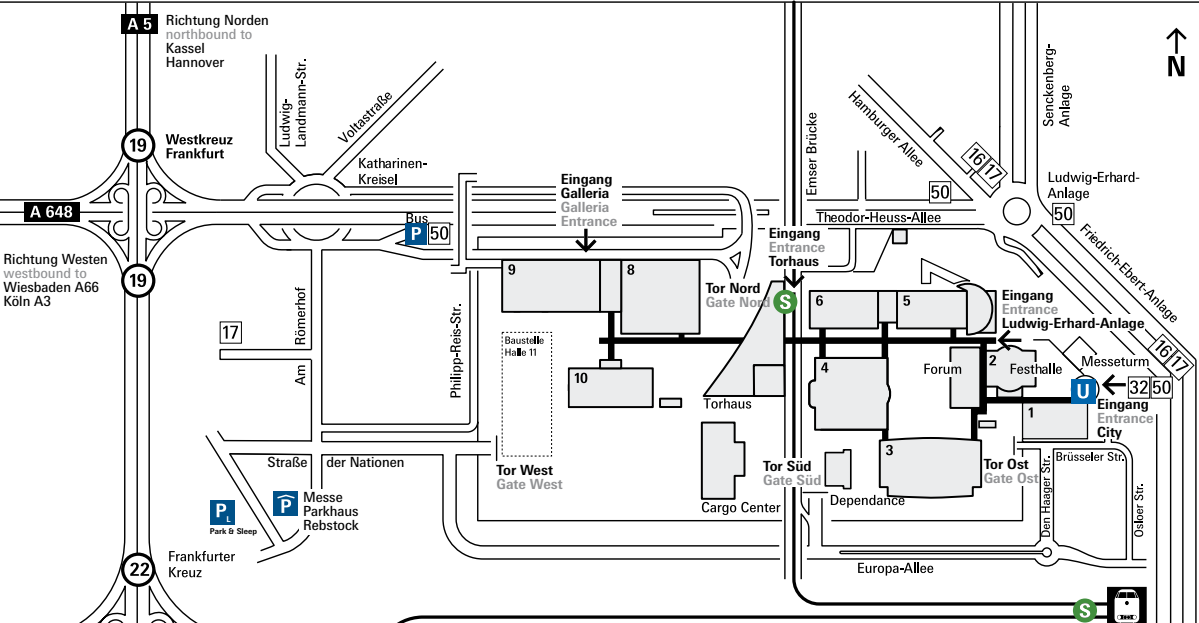 A 5
Richtung Norden
northbound to
Kassel
Hannover
N
19
Westkreuz
Frankfurt
Ludwig-
Landmann-Str.
Voltastraße
Katharinen-
Kreisel
Emser Brücke
Hamburger Allee
Senckenberg-
Anlage
16 17
50
Ludwig-Erhard-
Anlage
50
Friedrich-Ebert-Anlage
A 648
Eingang
Galleria
Galleria
Entrance
Bus
P 50
Theodor-Heuss-Allee
Eingang
Entrance
Torhaus
Richtung Westen
westbound to
Wiesbaden A66
Köln A3
19
9
8
Tor Nord
Gate Nord
S
6
5
Eingang
Entrance
Ludwig-Erhard-Anlage
17
Am Römerhof
Philipp-Reis-Str.
Baustelle
Halle 11
10
Torhaus
4
Forum
2
Festhalle
Messeturm
16 17
U
32 50
Eingang
Entrance
City
1
3
Straße der Nationen
Tor West
Gate West
Tor Süd
Gate Süd
Tor Ost
Gate Ost
Brüsseler Str.
Den Haager Str.
Osloer Str.
Cargo Center
Dependance
P L
Park & Sleep
P
Messe
Parkhaus
Rebstock
22
Frankfurter
Kreuz
Europa-Allee
S